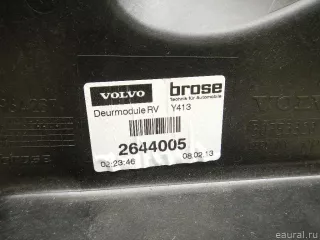 VOLVO brose
Technik für Automobile
Deurmodule RV Y413
2644005
02:23:46 08.02.13
eaural.ru